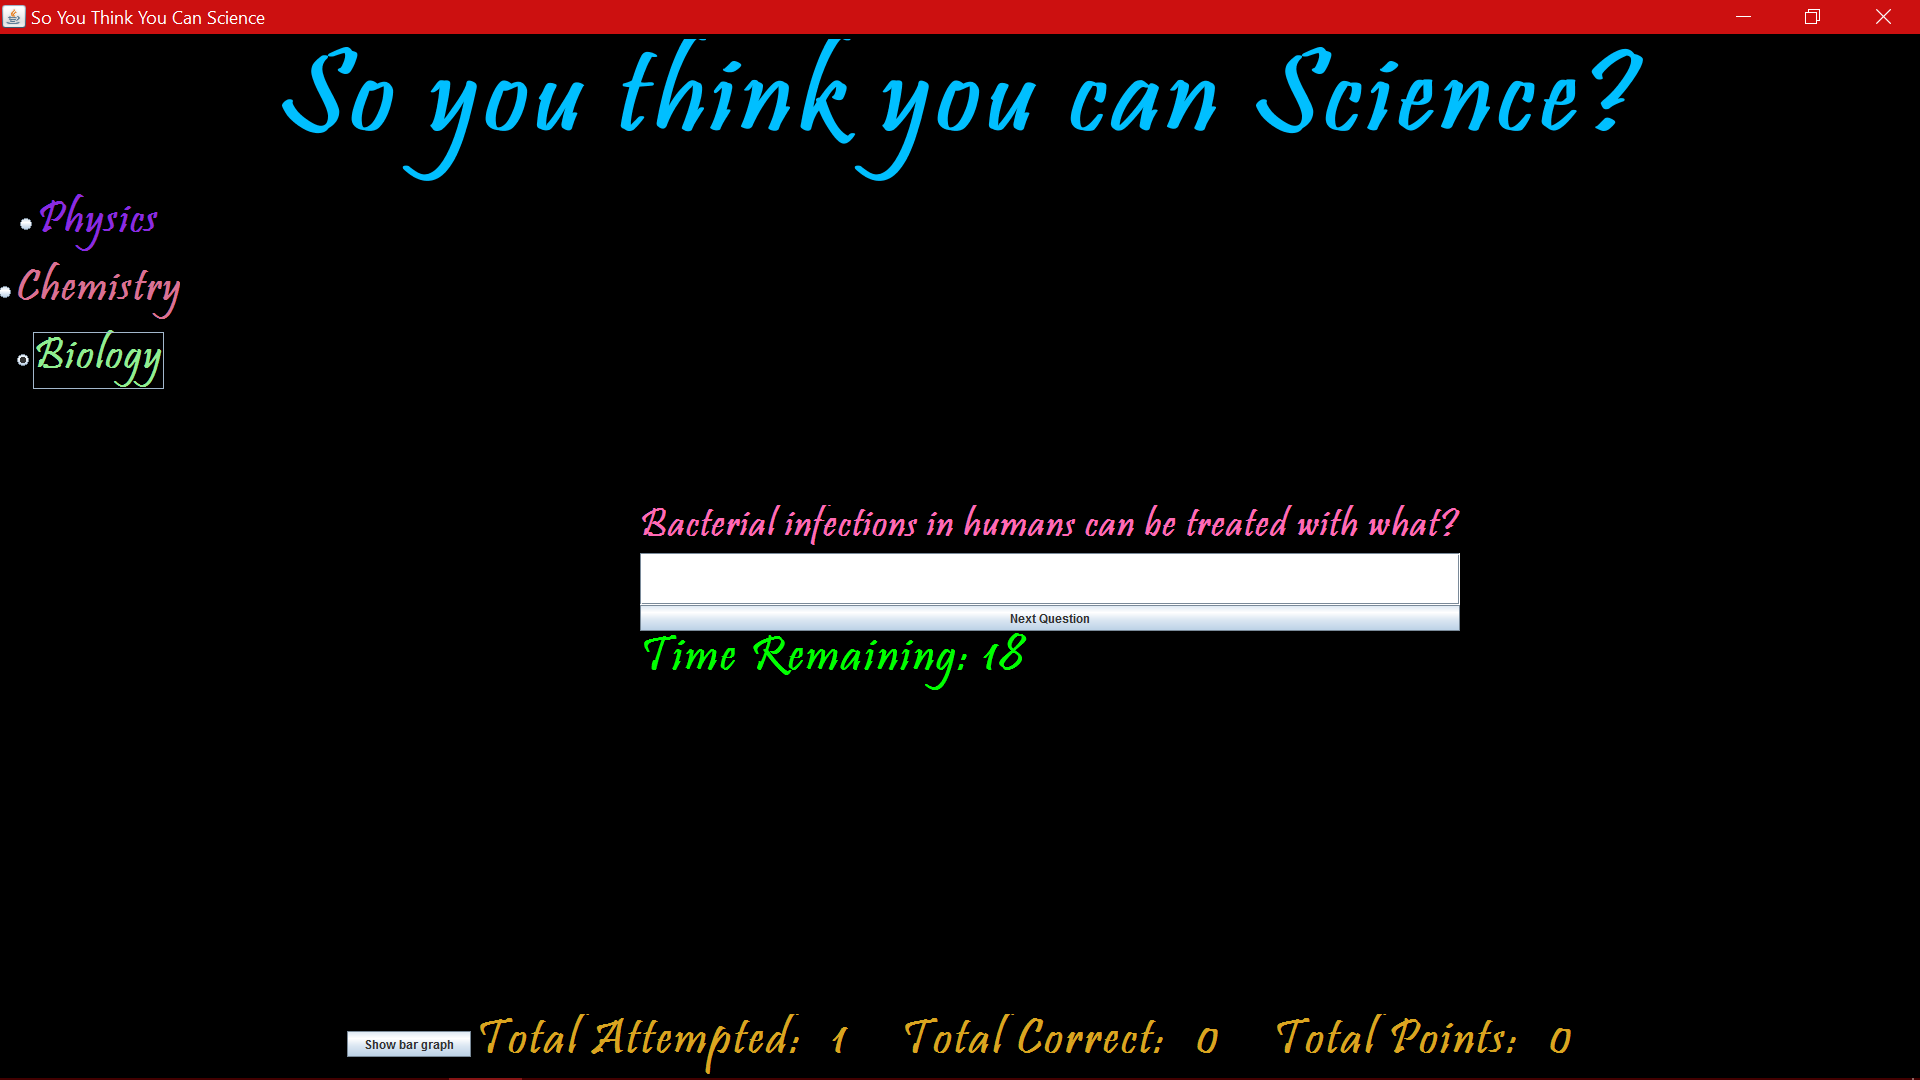 So You Think You Can Science
So you think you can Science?
Physics
Chemistry
Biology
Bacterial infections in humans can be treated with what?
Next Question
Time Remaining: 18
Show bar graph Total Attempted: 1 Total Correct: 0 Total Points: 0